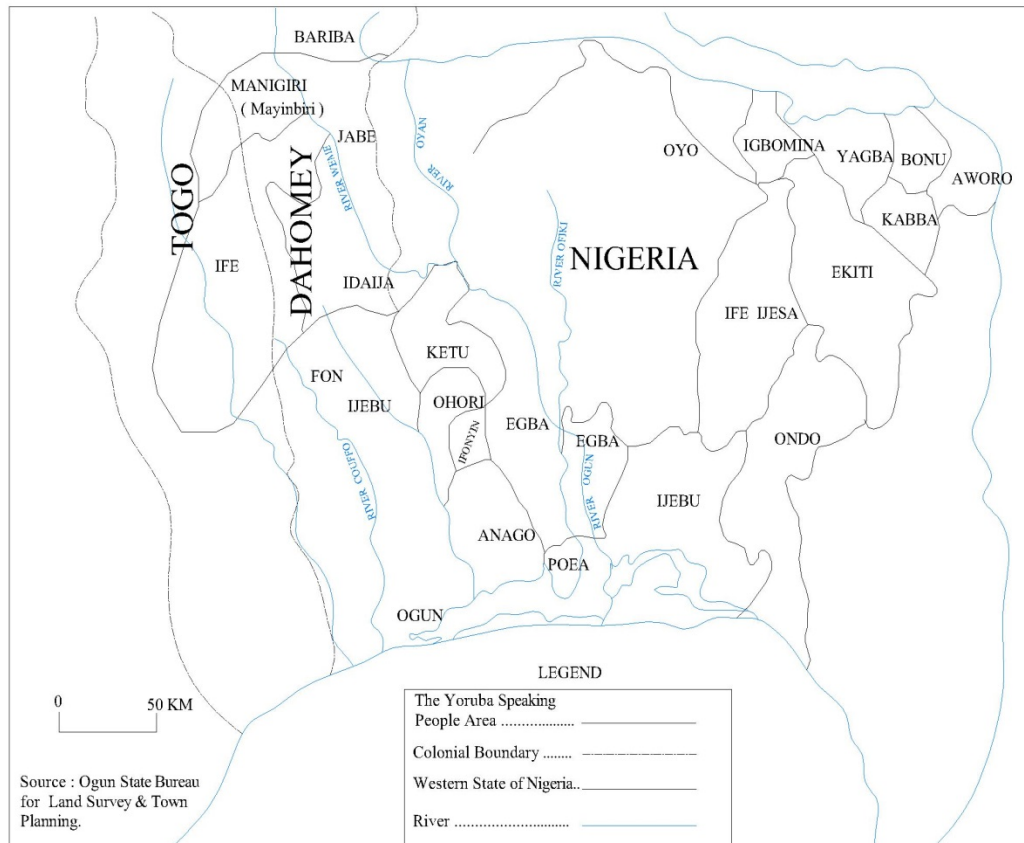 BARIBA
MANIGIRI
( Mayinbiri )
JABE
RIVER WEME
OYAN
RIVER
OYO
IGBOMINA
YAGBA
BONU
AWORO
KABBA
TOGO
DAHOMEY
NIGERIA
IFE
IDAIJA
RIVER OFIKI
EKITI
IFE IJESA
KETU
FON
IJEBU
OHORI
IFONYIN
EGBA
EGBA
ONDO
RIVER COUFFO
RIVER OGUN
IJEBU
ANAGO
POEA
OGUN
0 50 KM
Source : Ogun State Bureau
for Land Survey & Town
Planning.
LEGEND
The Yoruba Speaking
People Area ..............
Colonial Boundary ........
Western State of Nigeria..
River ..............................